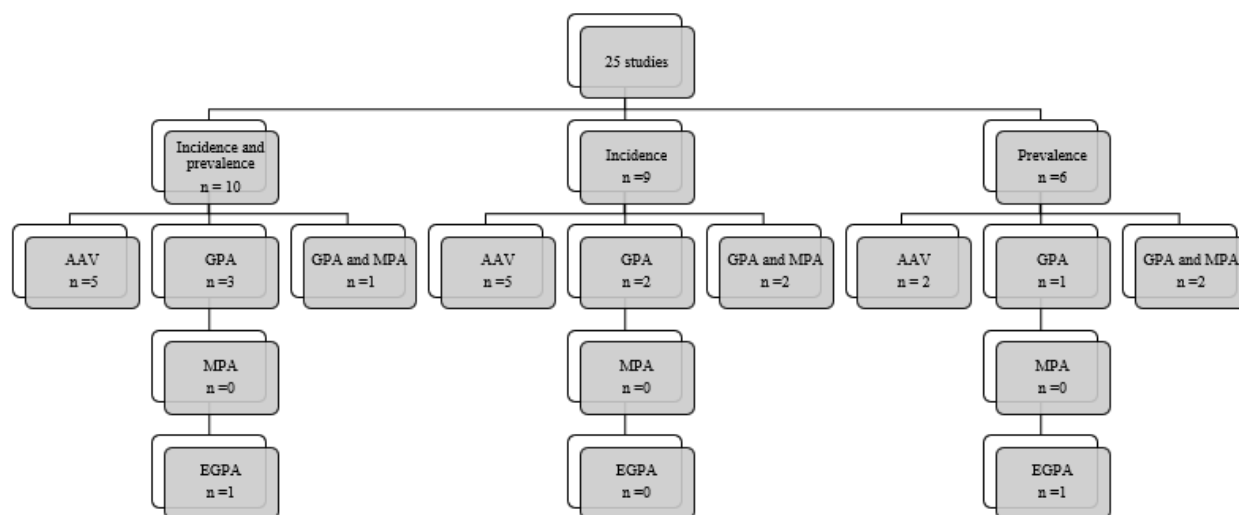 25 studies
Incidence and
prevalence
n = 10
Incidence
n =9
Prevalence
n =6
AAV
n =5
GPA
n =3
GPA and MPA
n =1
AAV
n =5
GPA
n =2
GPA and MPA
n =2
AAV
n = 2
GPA
n =1
GPA and MPA
n =2
MPA
n =0
MPA
n =0
MPA
n =0
EGPA
n =1
EGPA
n =0
EGPA
n =1